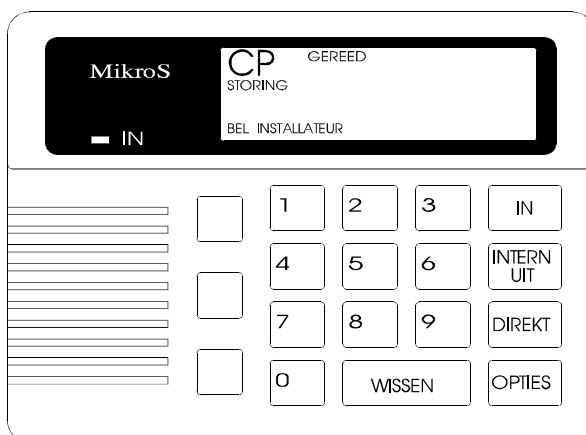 MikroS
CP GEREED
STORING
BEL INSTALLATEUR
IN
1 2 3 IN
4 5 6 INTERN UIT
7 8 9 DIREKT
0 WISSEN OPTIES